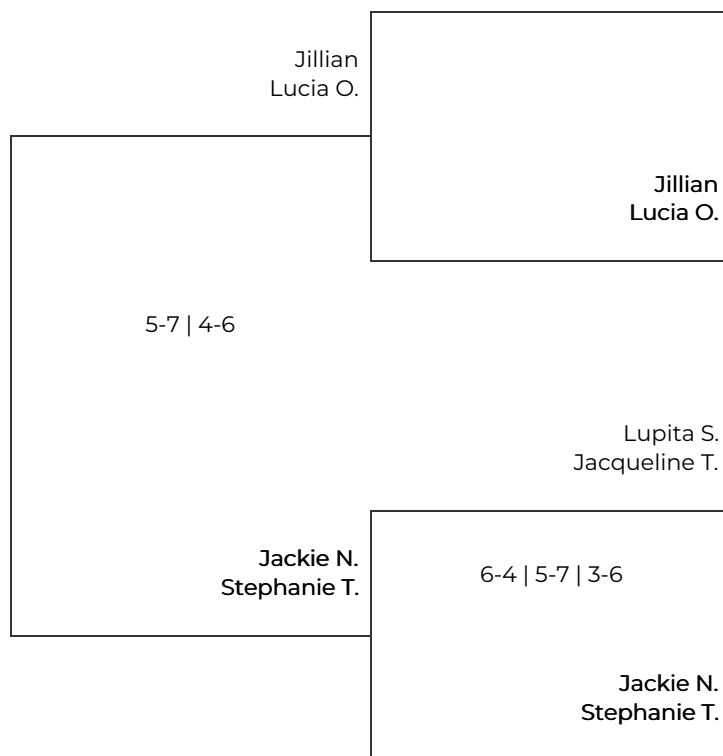 Jillian
Lucia O.
Jillian
Lucia O.
5-7 | 4-6
Lupita S.
Jacqueline T.
Jackie N.
Stephanie T.
6-4 | 5-7 | 3-6
Jackie N.
Stephanie T.